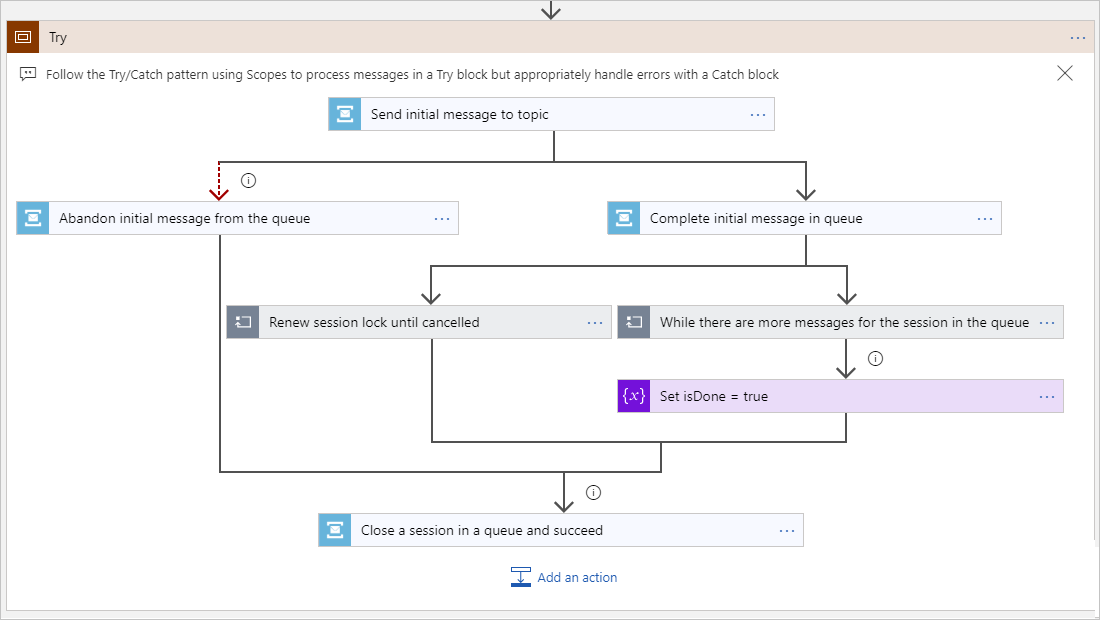 Try
Follow the Try/Catch pattern using Scopes to process messages in a Try block but appropriately handle errors with a Catch block
Send initial message to topic
Abandon initial message from the queue
Complete initial message in queue
Renew session lock until cancelled
While there are more messages for the session in the queue
{x} Set isDone = true
Close a session in a queue and succeed
Add an action